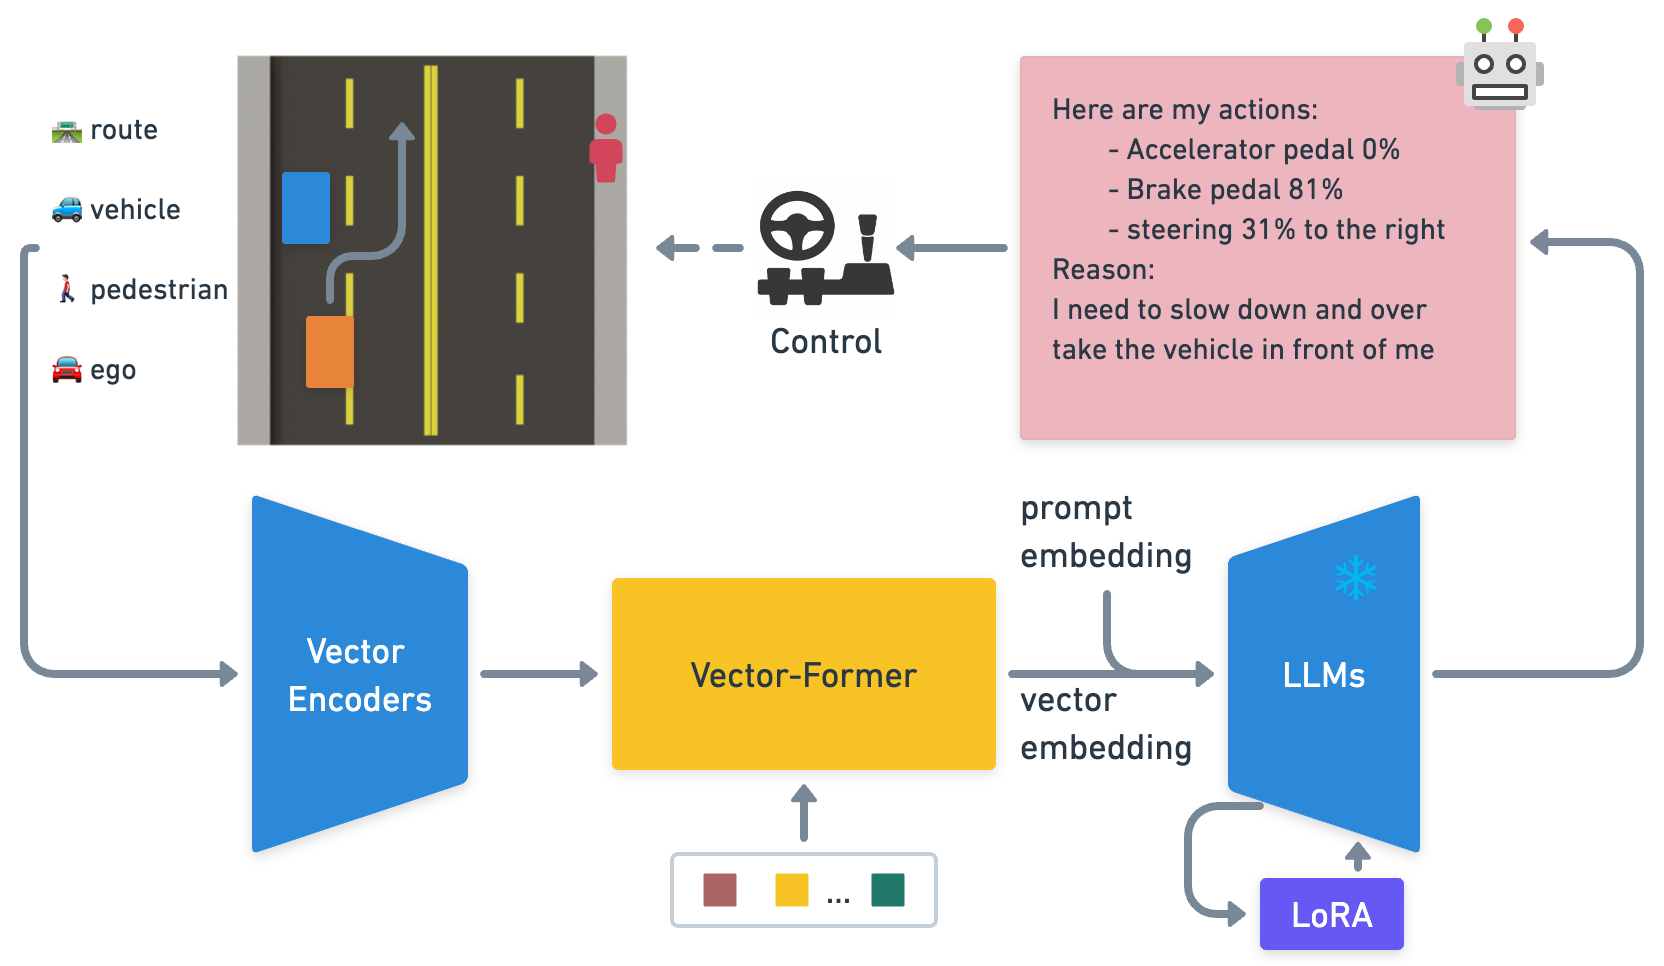 route
vehicle
pedestrian
ego
Control
Here are my actions:
- Accelerator pedal 0%
- Brake pedal 81%
- steering 31% to the right
Reason:
I need to slow down and over
take the vehicle in front of me
Vector
Encoders
Vector-Former
...
prompt
embedding
vector
embedding
LLMs
LoRA